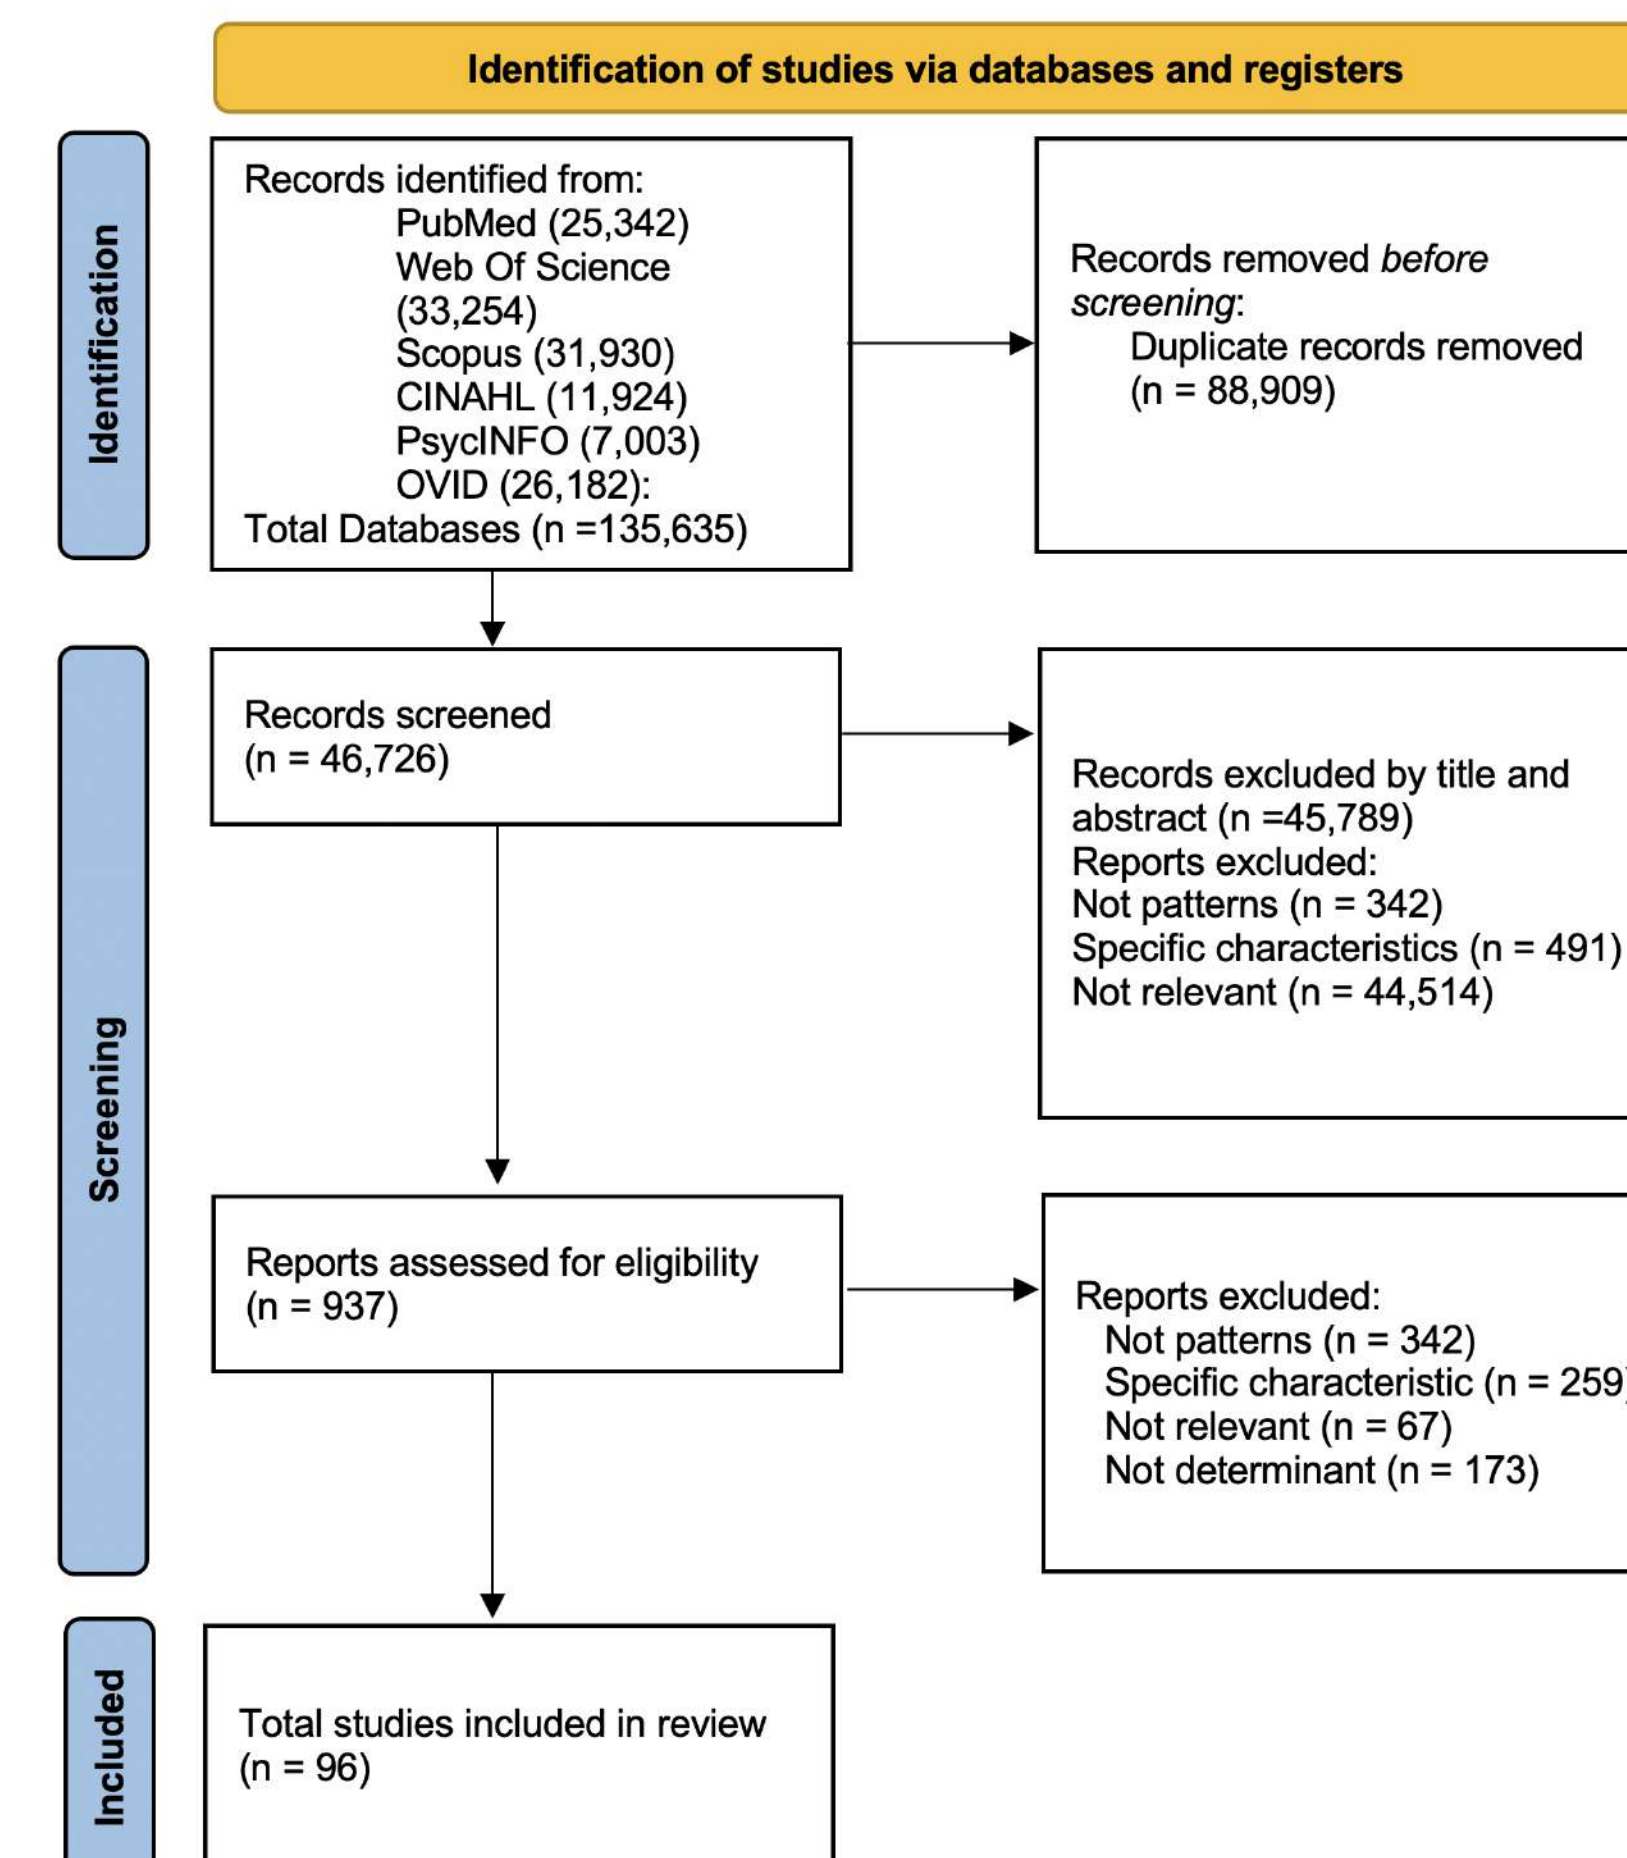 Identification of studies via databases and registers
Identification
Records identified from:
PubMed (25,342)
Web Of Science
(33,254)
Scopus (31,930)
CINAHL (11,924)
PsycINFO (7,003)
OVID (26,182):
Total Databases (n =135,635)
Records removed before
screening:
Duplicate records removed
(n = 88,909)
Screening
Records screened
(n = 46,726)
Records excluded by title and
abstract (n =45,789)
Reports excluded:
Not patterns (n = 342)
Specific characteristics (n = 491)
Not relevant (n = 44,514)
Reports assessed for eligibility
(n = 937)
Reports excluded:
Not patterns (n = 342)
Specific characteristic (n = 259)
Not relevant (n = 67)
Not determinant (n = 173)
Included
Total studies included in review
(n = 96)